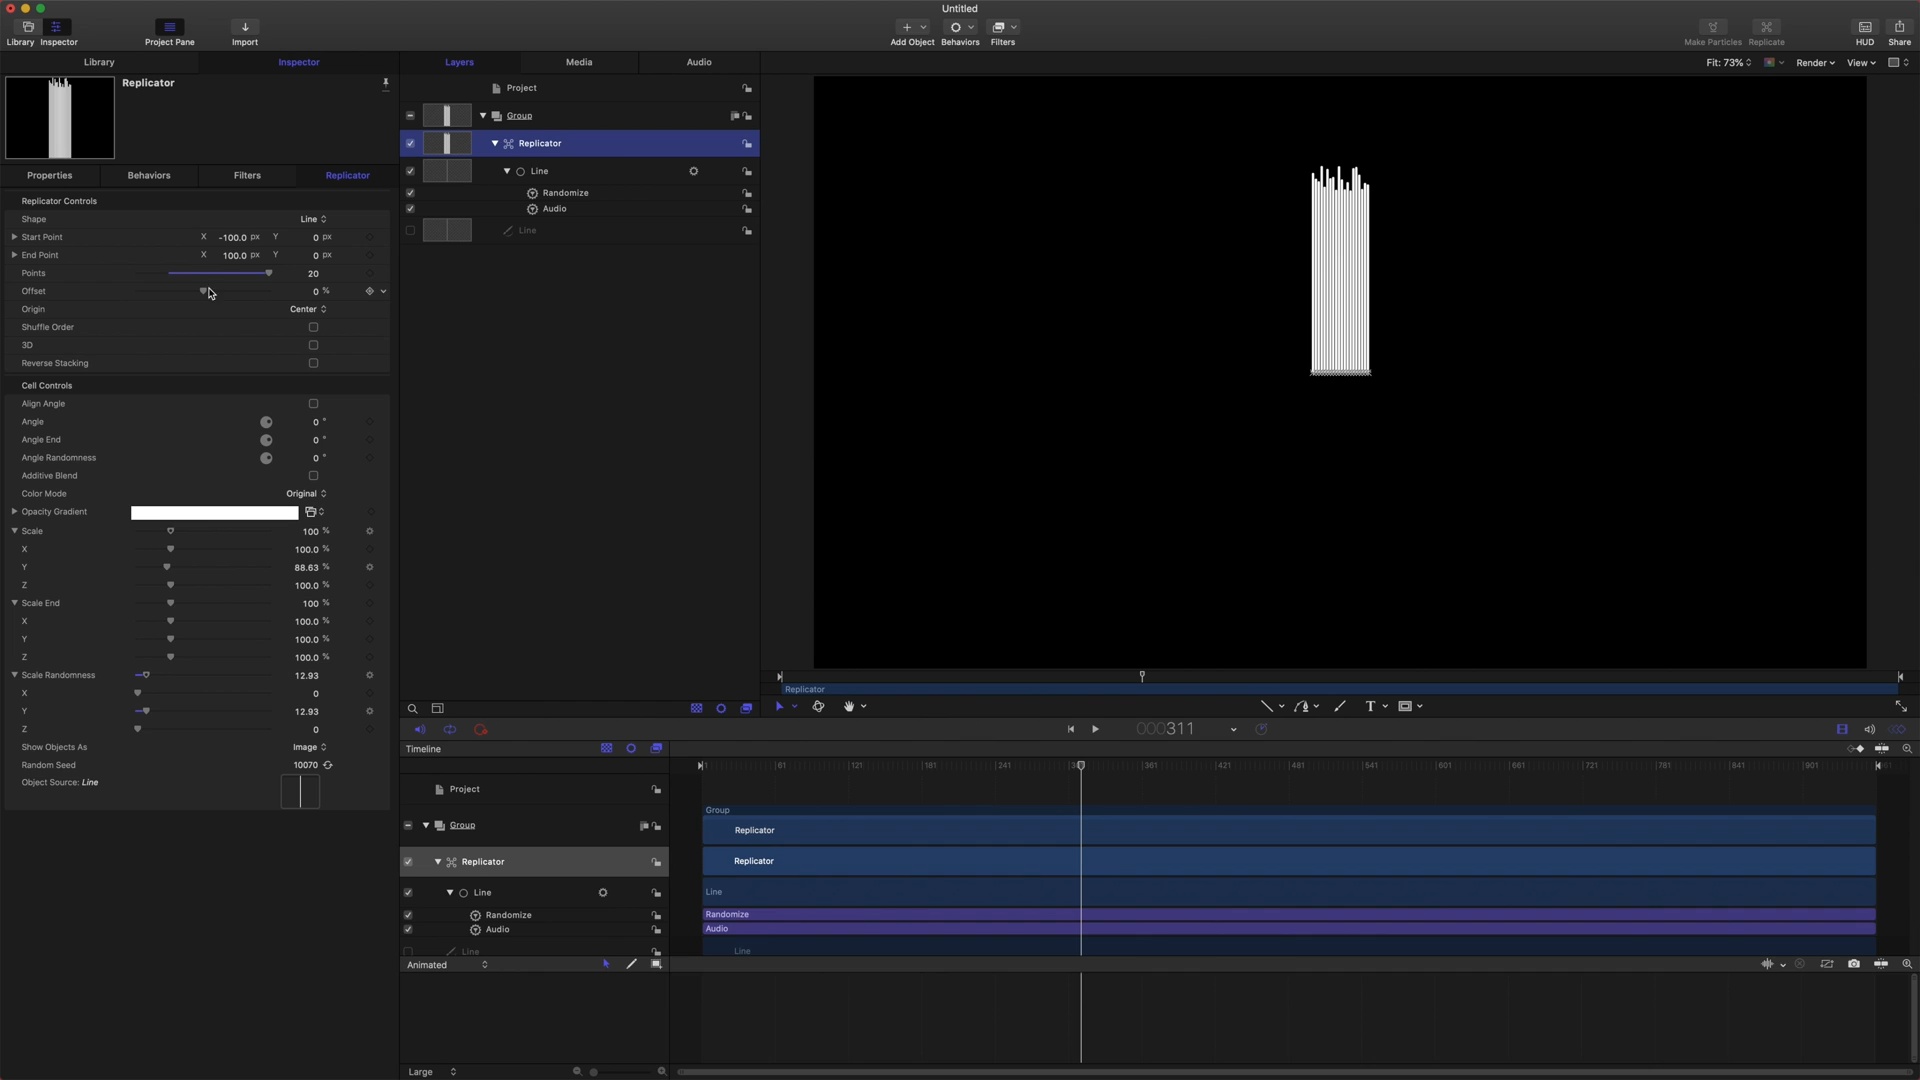 Untitled
Library
Inspector
Project Pane
Import
Add Object
Behaviors
Filters
Make Particles
Replicate
HUD
Share
Library
Inspector
Layers
Media
Audio
Fit: 73%
Render
View
Replicator
Properties
Behaviors
Filters
Replicator
Replicator Controls
Shape Line
Start Point X -100.0 px Y 0 px
End Point X 100.0 px Y 0 px
Points 20
Offset 0 %
Origin Center
Shuffle Order
3D
Reverse Stacking
Cell Controls
Align Angle
Angle 0 °
Angle End 0 °
Angle Randomness 0 °
Additive Blend
Color Mode Original
Opacity Gradient
Scale 100 %
X 100.0 %
Y 88.63 %
Z 100.0 %
Scale End 100 %
X 100.0 %
Y 100.0 %
Z 100.0 %
Scale Randomness 12.93
X 0
Y 12.93
Z 0
Show Objects As Image
Random Seed 10070
Object Source: Line
Project
Group
Replicator
Line
Randomize
Audio
Line
Replicator
000311
Timeline
1 61 121 181 241 361 421 481 541 601 661 721 781 841 901
Project
Group
Replicator
Line
Randomize
Audio
Line
Group
Replicator
Replicator
Line
Randomize
Audio
Line
Animated
Large